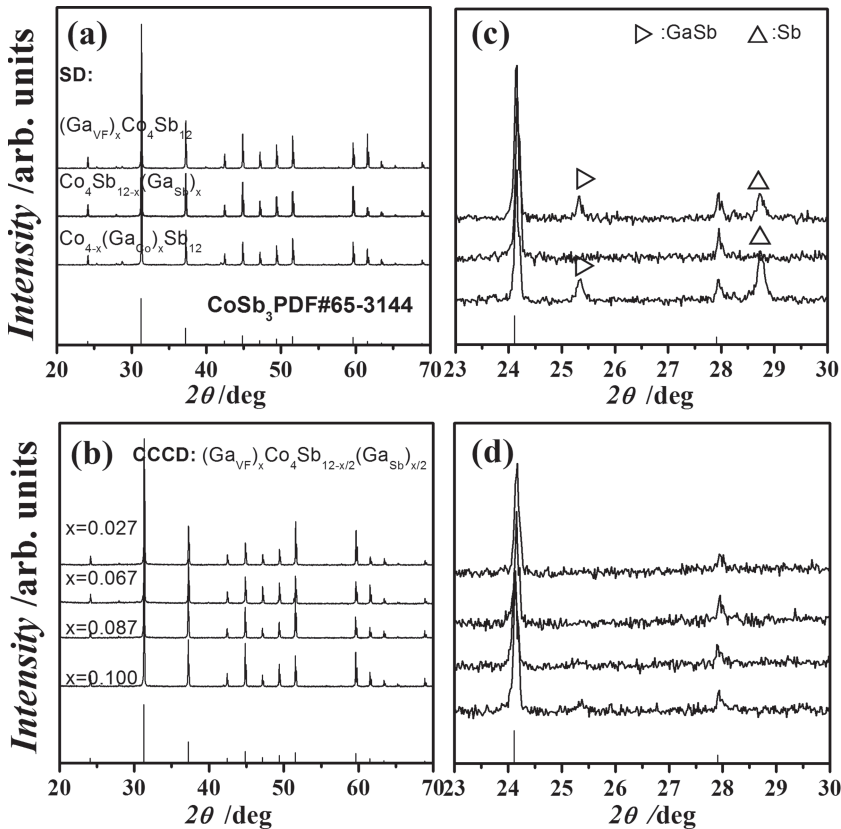 (a)
SD:
(Ga_VF)_xCo_4Sb_12
Co_4Sb_12-x(Ga_Sb)_x
Co_4-x(Ga_Co)_xSb_12
CoSb_3PDF#65-3144
Intensity /arb. units
20 30 40 50 60 70
2θ /deg
(c)
:GaSb :Sb
23 24 25 26 27 28 29 30
2θ /deg
(b)
CCCD: (Ga_VF)_xCo_4Sb_12-x/2(Ga_Sb)_x/2
x=0.027
x=0.067
x=0.087
x=0.100
Intensity /arb. units
20 30 40 50 60 70
2θ /deg
(d)
23 24 25 26 27 28 29 30
2θ /deg